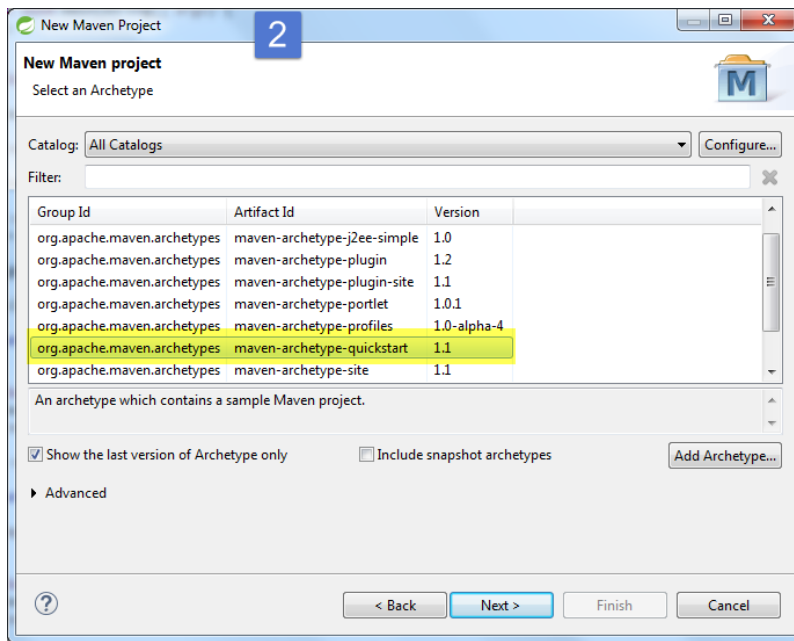 New Maven Project
2
New Maven project
Select an Archetype
M
Catalog: All Catalogs Configure...
Filter:
Group Id Artifact Id Version
org.apache.maven.archetypes maven-archetype-j2ee-simple 1.0
org.apache.maven.archetypes maven-archetype-plugin 1.2
org.apache.maven.archetypes maven-archetype-plugin-site 1.1
org.apache.maven.archetypes maven-archetype-portlet 1.0.1
org.apache.maven.archetypes maven-archetype-profiles 1.0-alpha-4
org.apache.maven.archetypes maven-archetype-quickstart 1.1
org.apache.maven.archetypes maven-archetype-site 1.1
An archetype which contains a sample Maven project.
Show the last version of Archetype only Include snapshot archetypes Add Archetype...
Advanced
? < Back Next > Finish Cancel